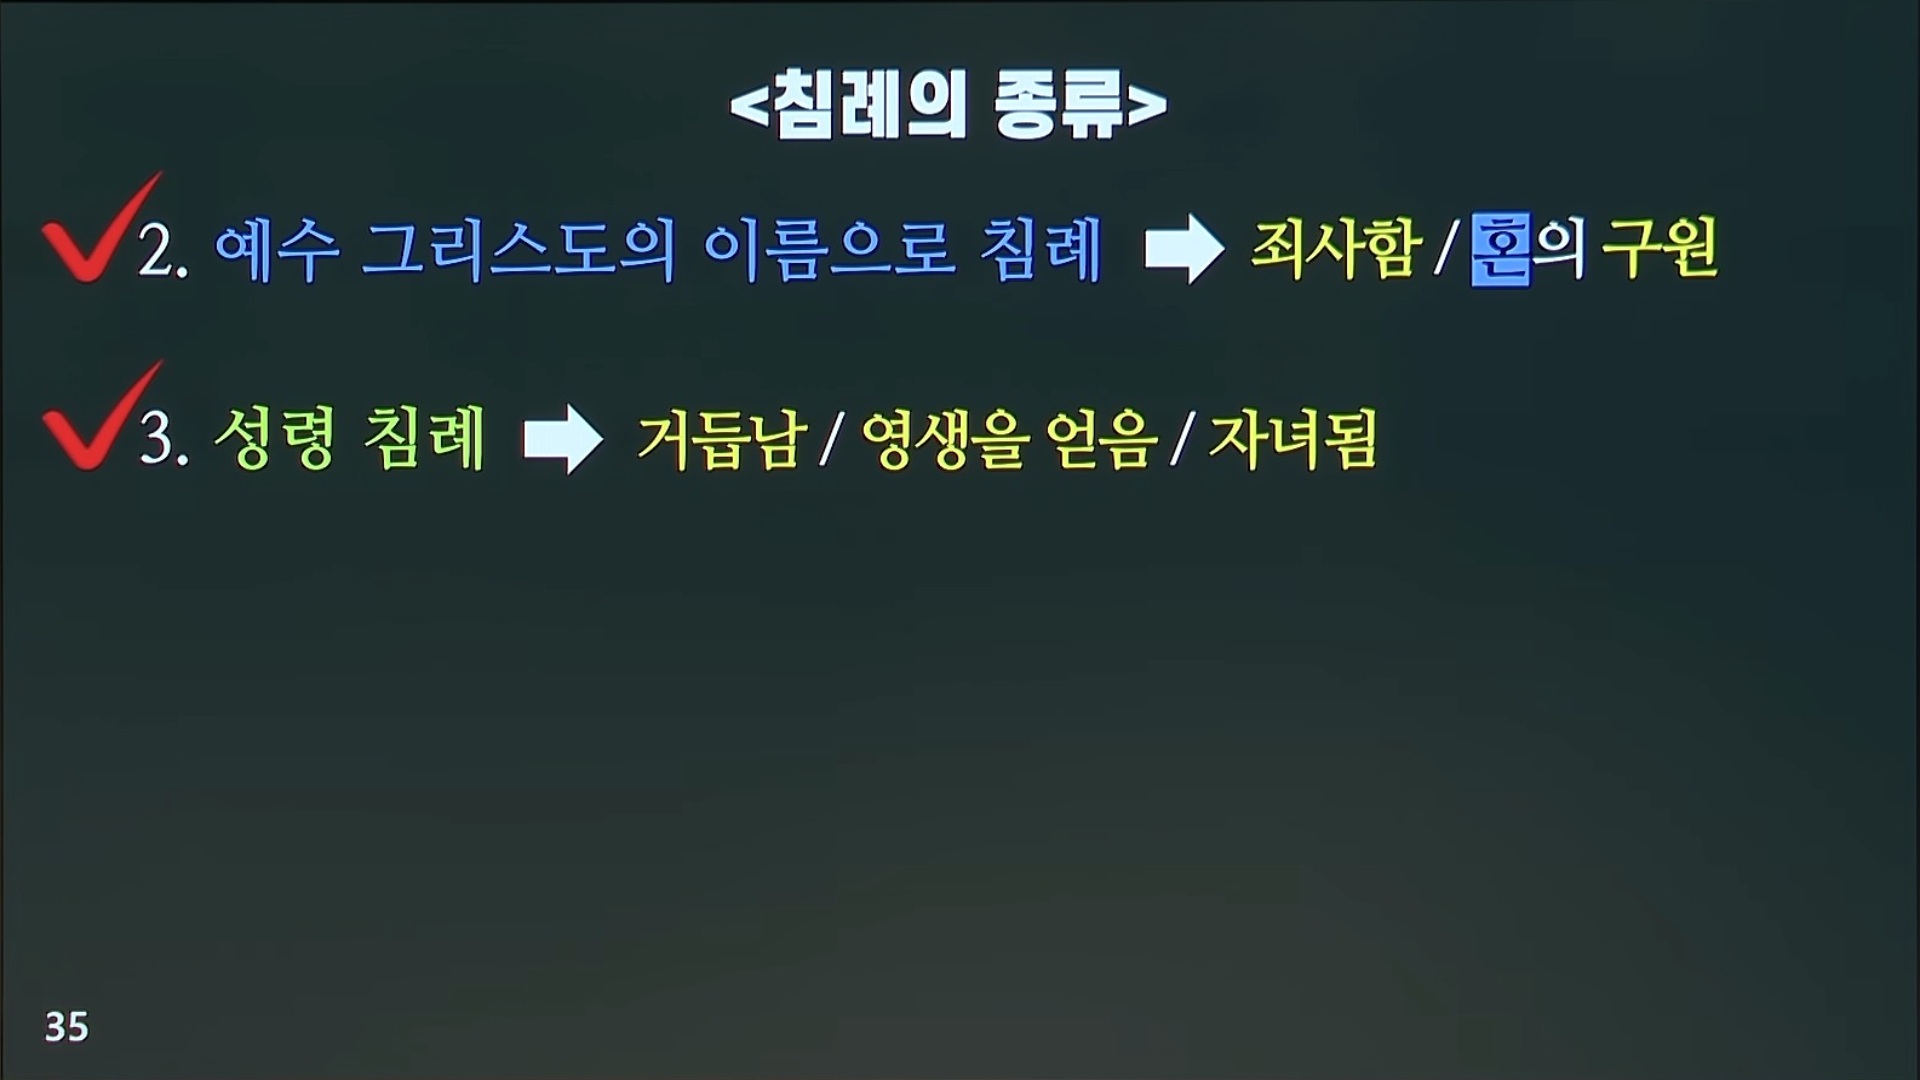 <침례의 종류>
2. 예수 그리스도의 이름으로 침례 ➡ 죄사함 / 혼의 구원
3. 성령 침례 ➡ 거듭남 / 영생을 얻음 / 자녀됨
35